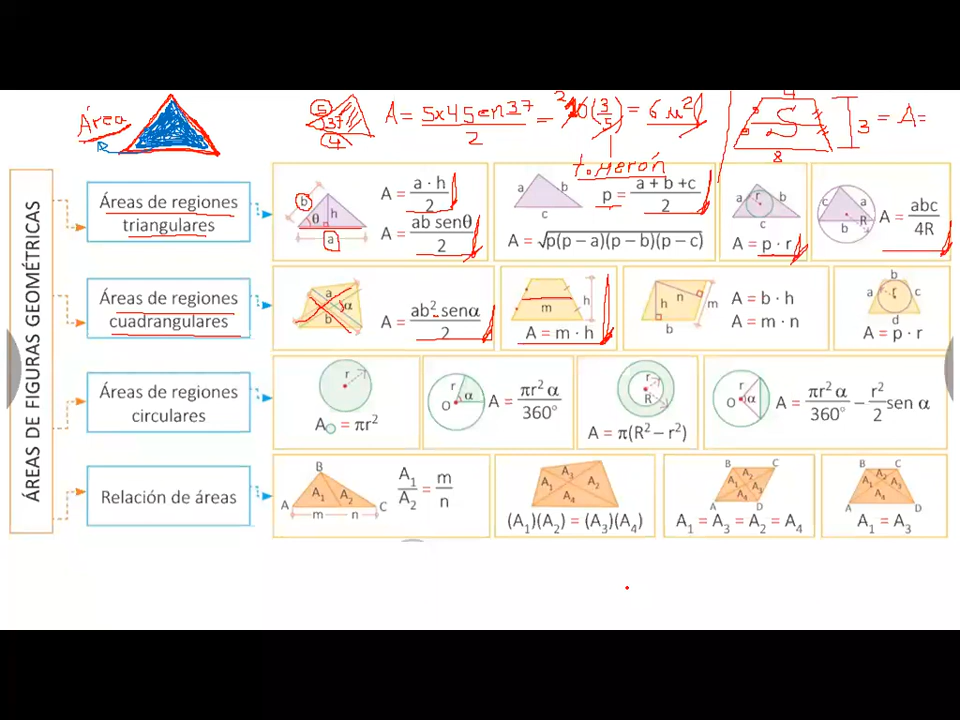 Área
5
37
4
A = 5x4Sen37 / 2 = 10(3/5) = 6 u²
4
8
3 = A =
t. Herón
ÁREAS DE FIGURAS GEOMÉTRICAS
Áreas de regiones
triangulares
b
θ
h
a
A = a · h / 2
A = ab senθ / 2
a
b
c
p = a + b + c / 2
A = √p(p – a)(p – b)(p – c)
a
r
b
c
A = p · r
c
a
R
b
A = abc / 4R
Áreas de regiones
cuadrangulares
a
α
b
A = ab² senα / 2
m
h
A = m · h
h
n
m
b
A = b · h
A = m · n
b
a
r
c
d
A = p · r
Áreas de regiones
circulares
r
A○ = πr²
r
O
α
A = πr² α / 360°
r
R
A = π(R² – r²)
r
O
α
A = πr² α / 360° – r² / 2 sen α
Relación de áreas
B
A₁
A₂
A
C
m
n
A₁ / A₂ = m / n
A₁
A₃
A₂
A₄
(A₁)(A₂) = (A₃)(A₄)
B
C
A₂
A₁
A₃
A₄
A
D
A₁ = A₃ = A₂ = A₄
B
C
A₂
A₁
A₃
A₄
A
D
A₁ = A₃